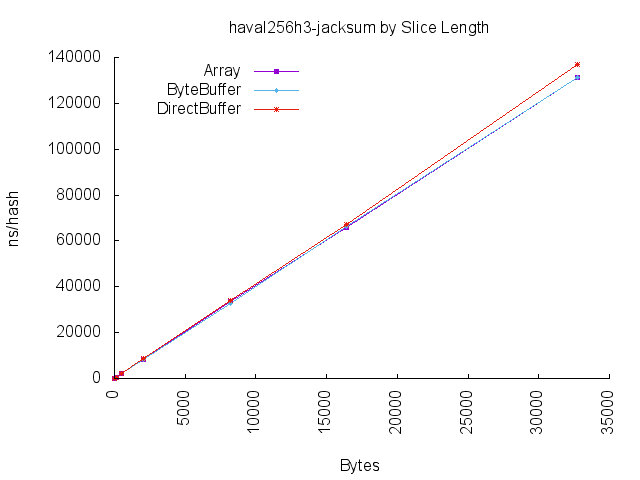 haval256h3-jacksum by Slice Length
140000
120000
100000
80000
60000
40000
20000
0
ns/hash
Array
ByteBuffer
DirectBuffer
0
5000
10000
15000
20000
25000
30000
35000
Bytes